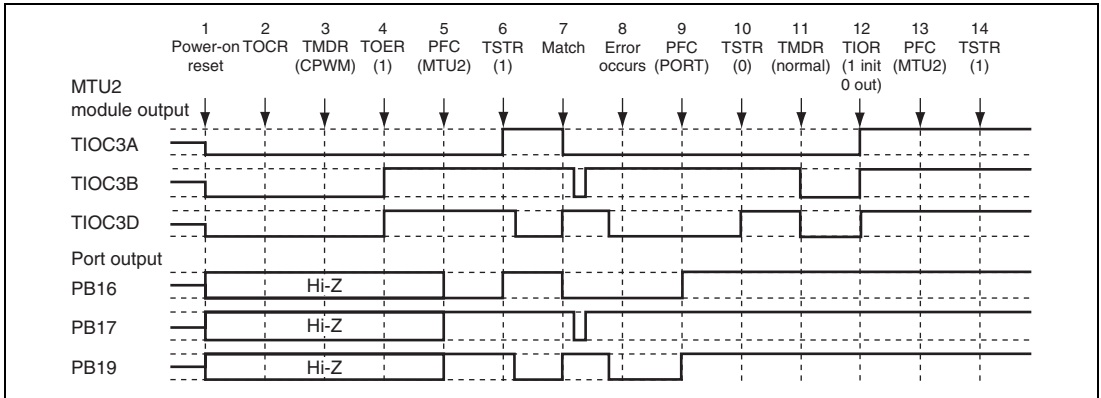 1 2 3 4 5 6 7 8 9 10 11 12 13 14
Power-on TOCR TMDR TOER PFC TSTR Match Error PFC TSTR TMDR TIOR PFC TSTR
reset (CPWM) (1) (MTU2) (1) occurs (PORT) (0) (normal) (1 init (MTU2) (1)
0 out)
MTU2
module output
TIOC3A
TIOC3B
TIOC3D
Port output
PB16 Hi-Z
PB17 Hi-Z
PB19 Hi-Z